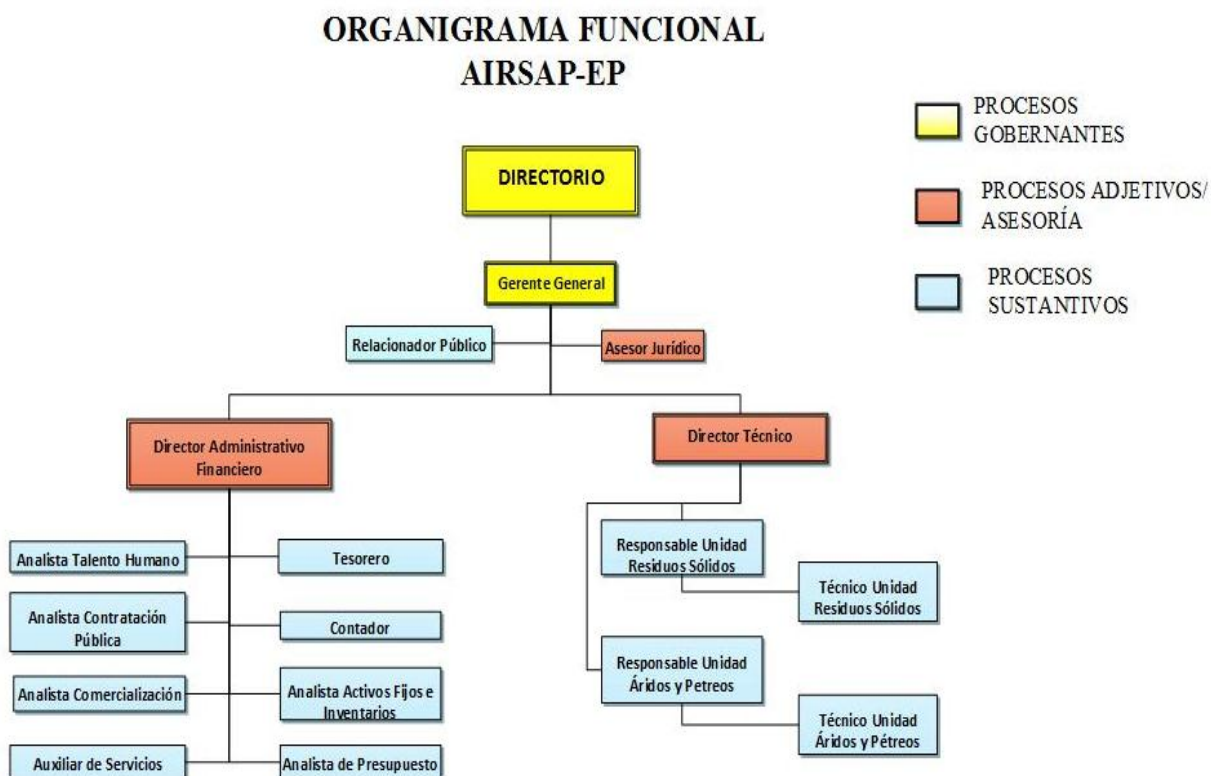 ORGANIGRAMA FUNCIONAL
AIRSAP-EP
PROCESOS
GOBERNANTES
PROCESOS ADJETIVOS/
ASESORÍA
PROCESOS
SUSTANTIVOS
DIRECTORIO
Gerente General
Relacionador Público
Asesor Jurídico
Director Administrativo
Financiero
Director Técnico
Analista Talento Humano
Tesorero
Analista Contratación
Pública
Contador
Analista Comercialización
Analista Activos Fijos e
Inventarios
Auxiliar de Servicios
Analista de Presupuesto
Responsable Unidad
Residuos Sólidos
Técnico Unidad
Residuos Sólidos
Responsable Unidad
Áridos y Petreos
Técnico Unidad
Áridos y Pétreos